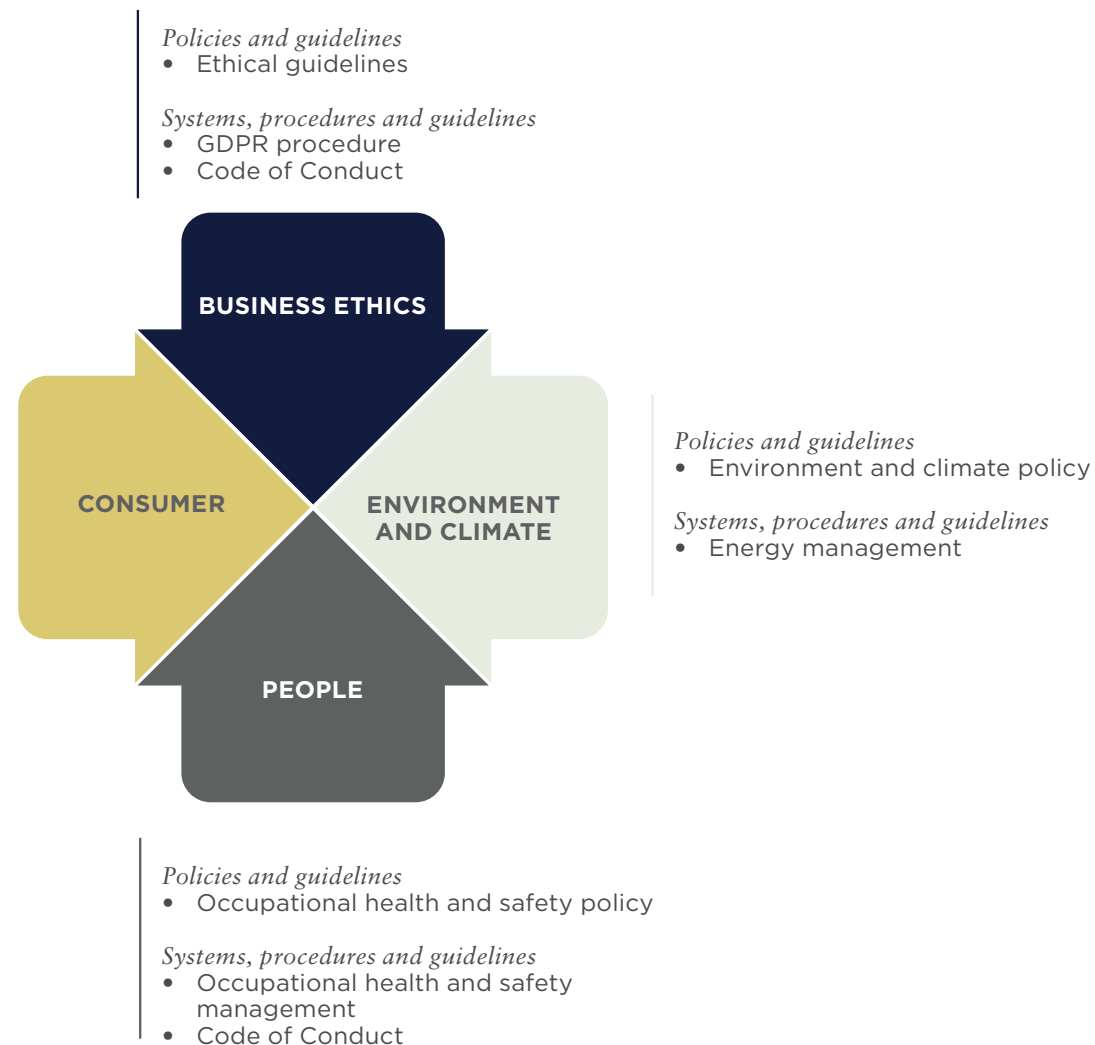 Policies and guidelines
• Ethical guidelines
Systems, procedures and guidelines
• GDPR procedure
• Code of Conduct
BUSINESS ETHICS
CONSUMER
ENVIRONMENT
AND CLIMATE
PEOPLE
Policies and guidelines
• Environment and climate policy
Systems, procedures and guidelines
• Energy management
Policies and guidelines
• Occupational health and safety policy
Systems, procedures and guidelines
• Occupational health and safety
management
• Code of Conduct